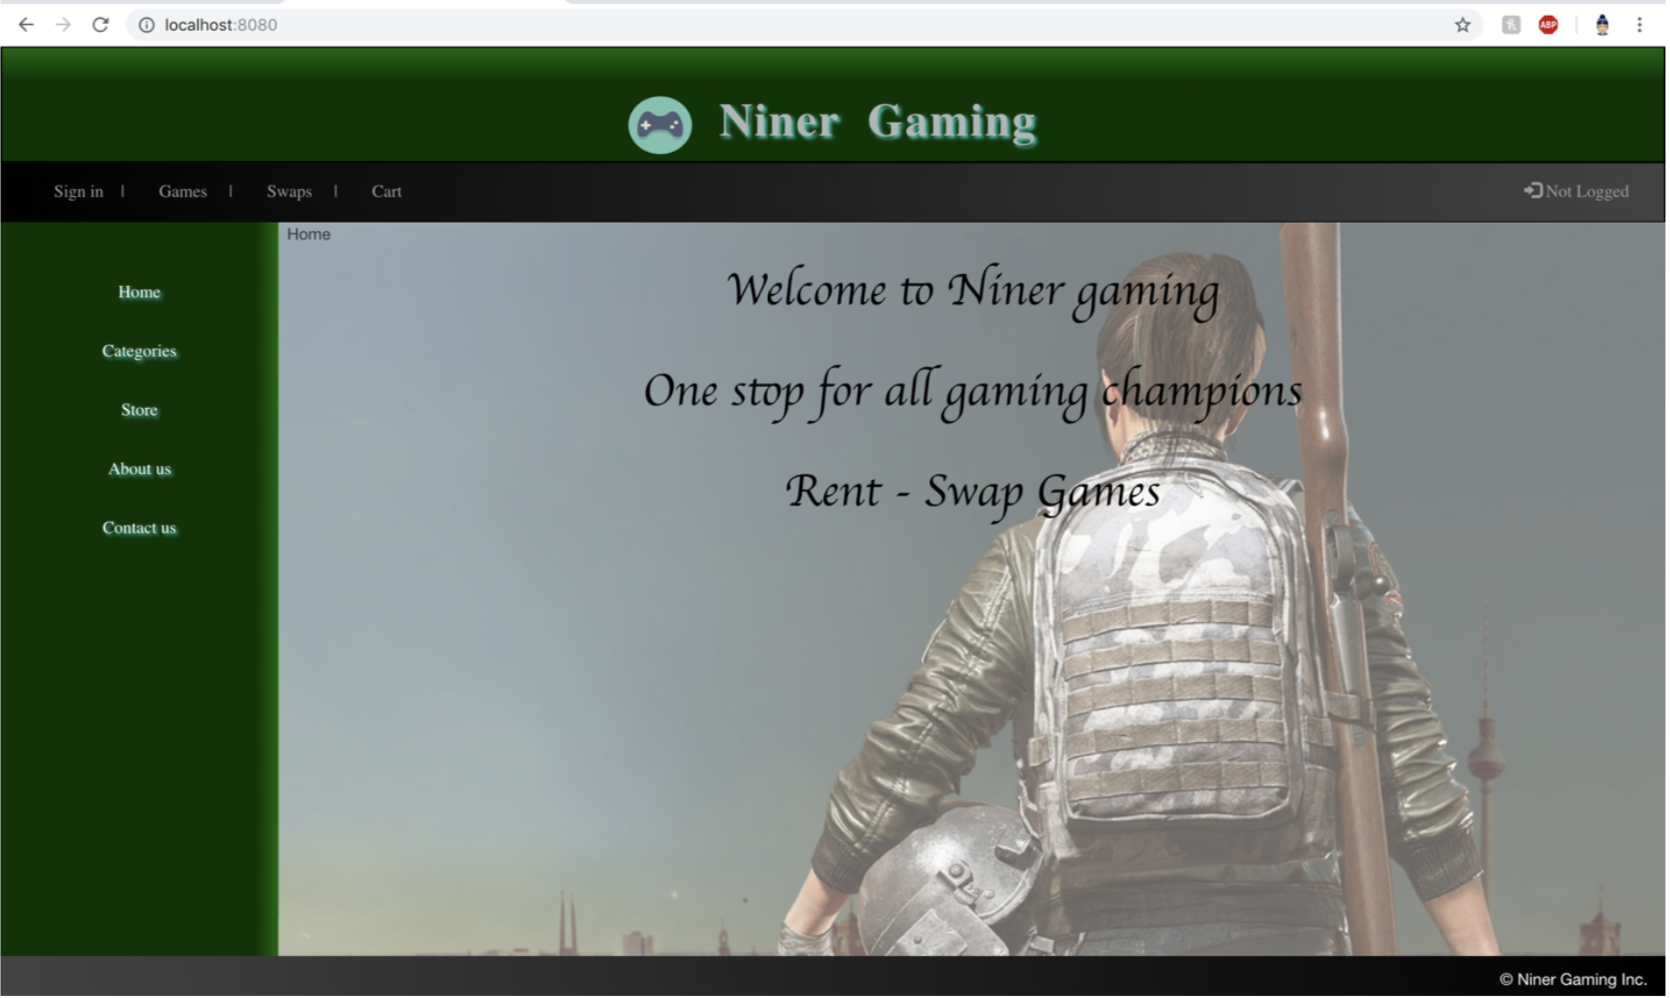 localhost:8080
ABP
Niner Gaming
Sign in | Games | Swaps | Cart
Not Logged
Home
Home
Categories
Store
About us
Contact us
Welcome to Niner gaming
One stop for all gaming champions
Rent - Swap Games
© Niner Gaming Inc.